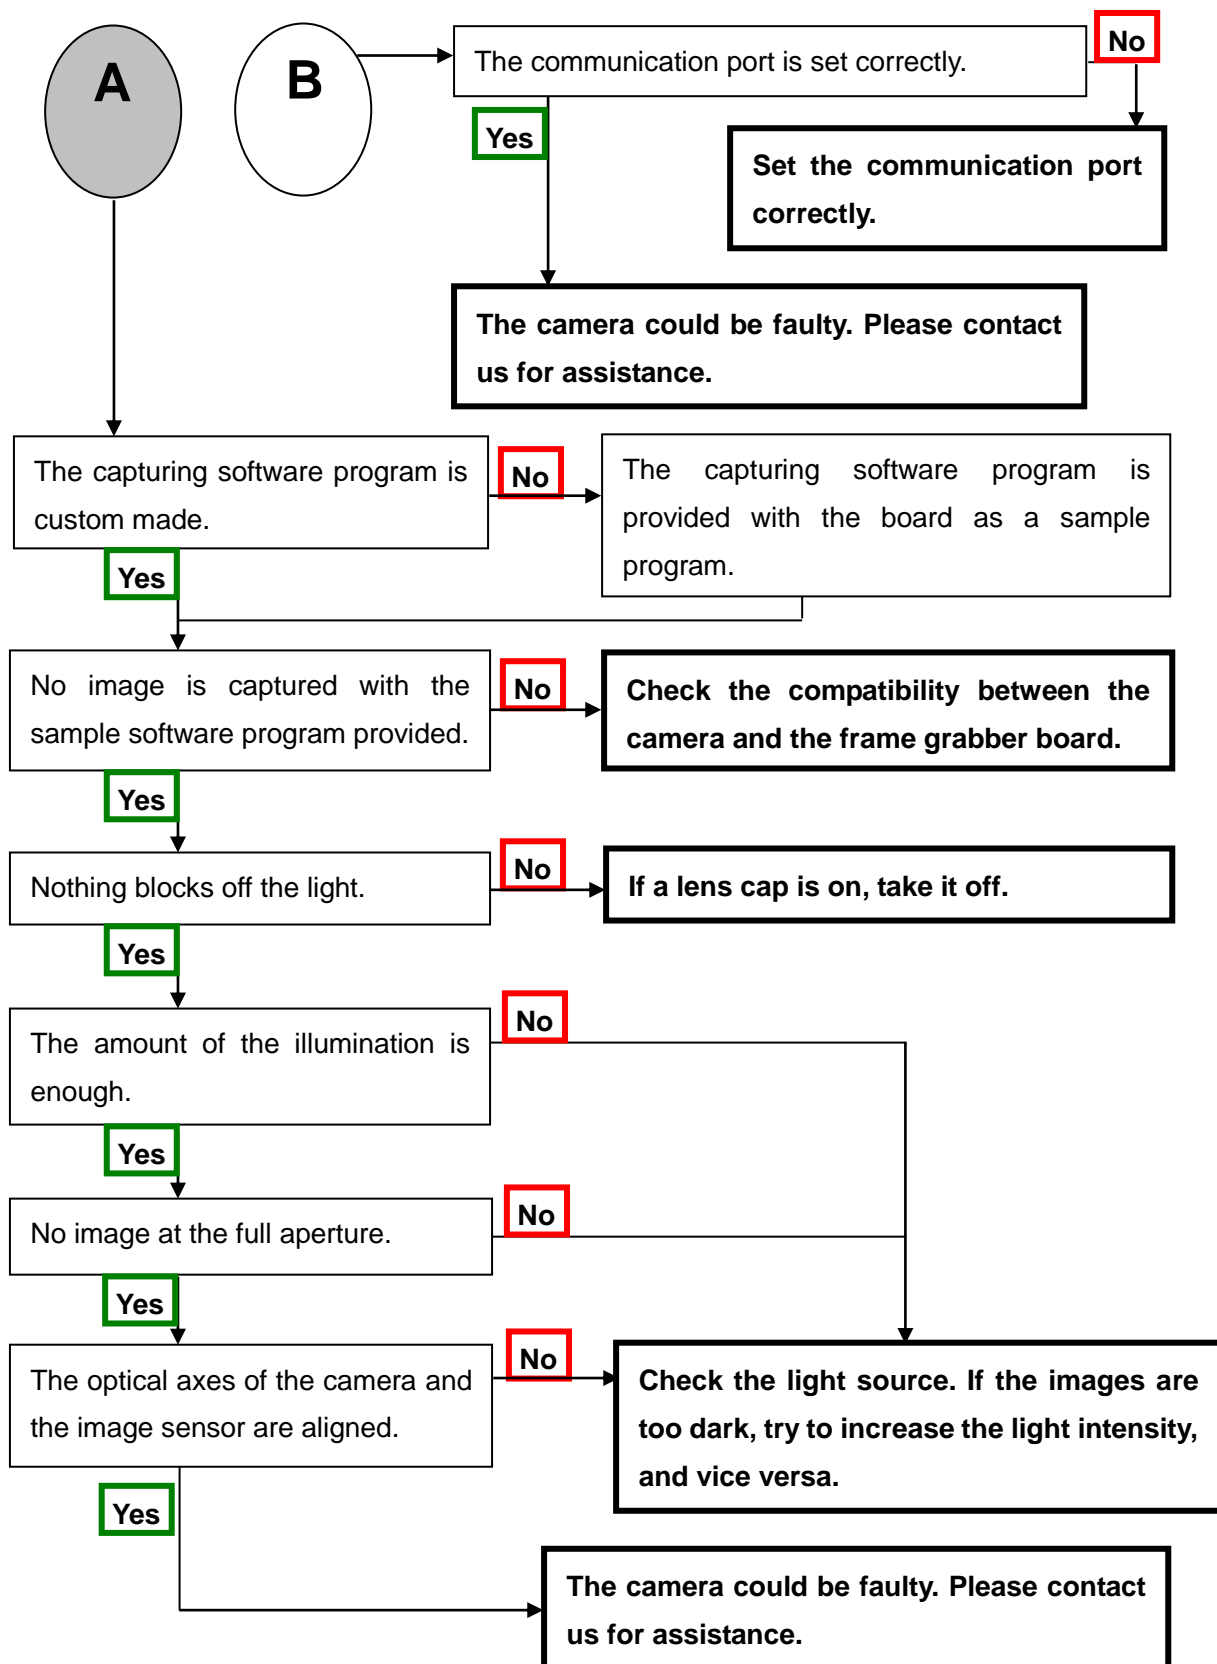 A
B
The communication port is set correctly.
No
Yes
Set the communication port
correctly.
The camera could be faulty. Please contact
us for assistance.
The capturing software program is
custom made.
No
The capturing software program is
provided with the board as a sample
program.
Yes
No image is captured with the
sample software program provided.
No
Check the compatibility between the
camera and the frame grabber board.
Yes
Nothing blocks off the light.
No
If a lens cap is on, take it off.
Yes
The amount of the illumination is
enough.
No
Yes
No image at the full aperture.
No
Yes
The optical axes of the camera and
the image sensor are aligned.
No
Check the light source. If the images are
too dark, try to increase the light intensity,
and vice versa.
Yes
The camera could be faulty. Please contact
us for assistance.